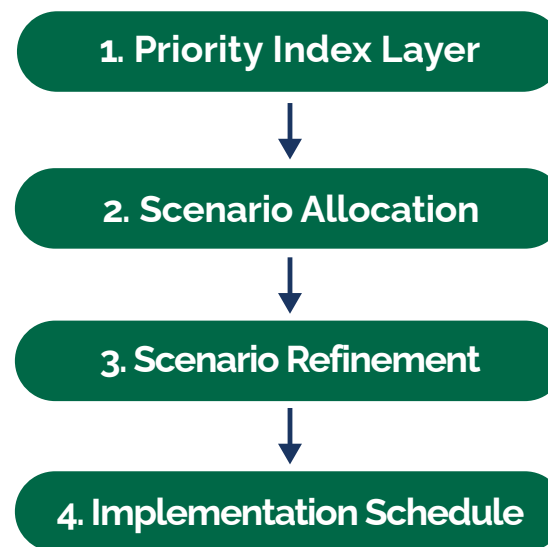 1. Priority Index Layer
2. Scenario Allocation
3. Scenario Refinement
4. Implementation Schedule